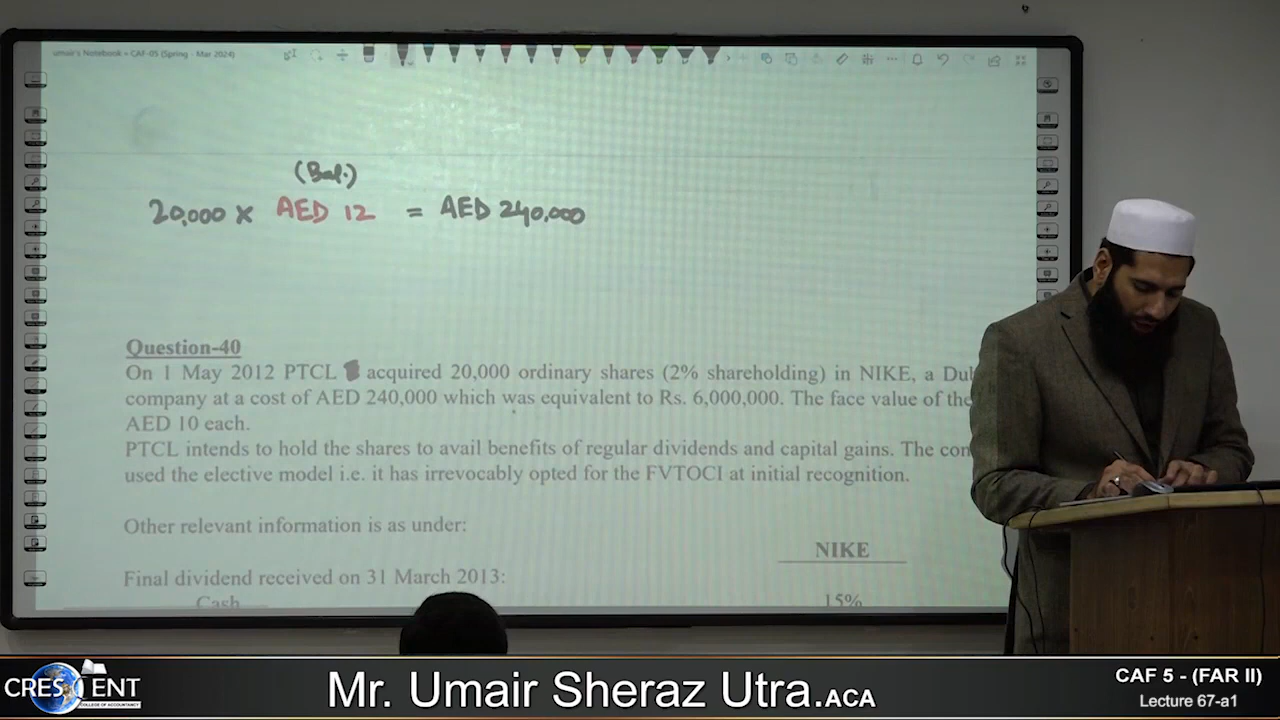 umair's Notebook » CAF-05 (Spring - Mar 2024)
(Bal.)
20,000 × AED 12 = AED 240,000
Question-40
On 1 May 2012 PTCL acquired 20,000 ordinary shares (2% shareholding) in NIKE, a
company at a cost of AED 240,000 which was equivalent to Rs. 6,000,000. The face value of the
AED 10 each.
PTCL intends to hold the shares to avail benefits of regular dividends and capital gains. The
used the elective model i.e. it has irrevocably opted for the FVTOCI at initial recognition.
Other relevant information is as under:
NIKE
Final dividend received on 31 March 2013:
Cash 15%
CRESCENT
COLLEGE OF ACCOUNTANCY
Mr. Umair Sheraz Utra.ACA
CAF 5 - (FAR II)
Lecture 67-a1